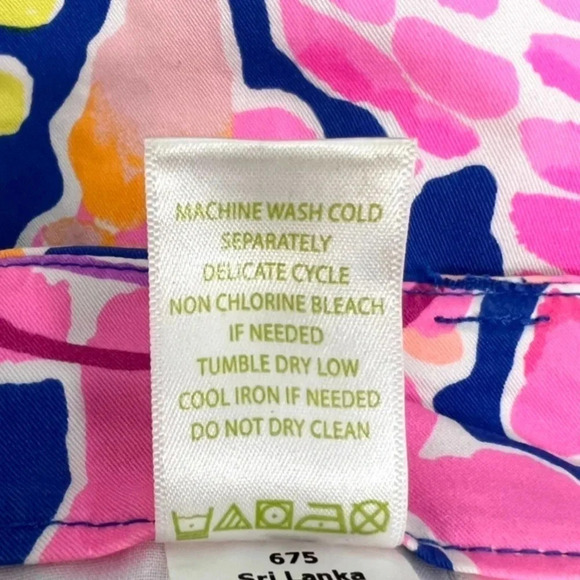 MACHINE WASH COLD
SEPARATELY
DELICATE CYCLE
NON CHLORINE BLEACH
IF NEEDED
TUMBLE DRY LOW
COOL IRON IF NEEDED
DO NOT DRY CLEAN
675
Sri Lanka